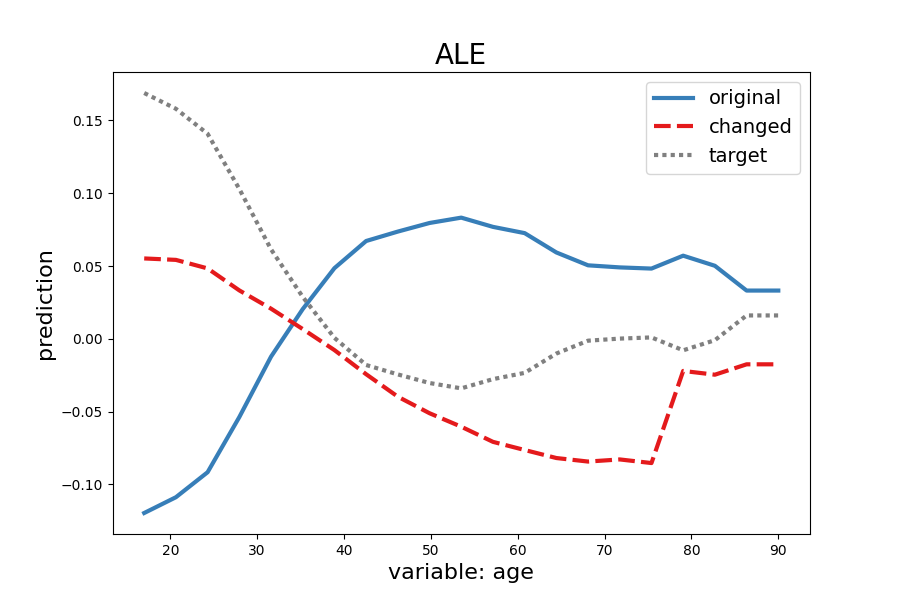 ALE
original
changed
target
prediction
0.15
0.10
0.05
0.00
−0.05
−0.10
20 30 40 50 60 70 80 90
variable: age